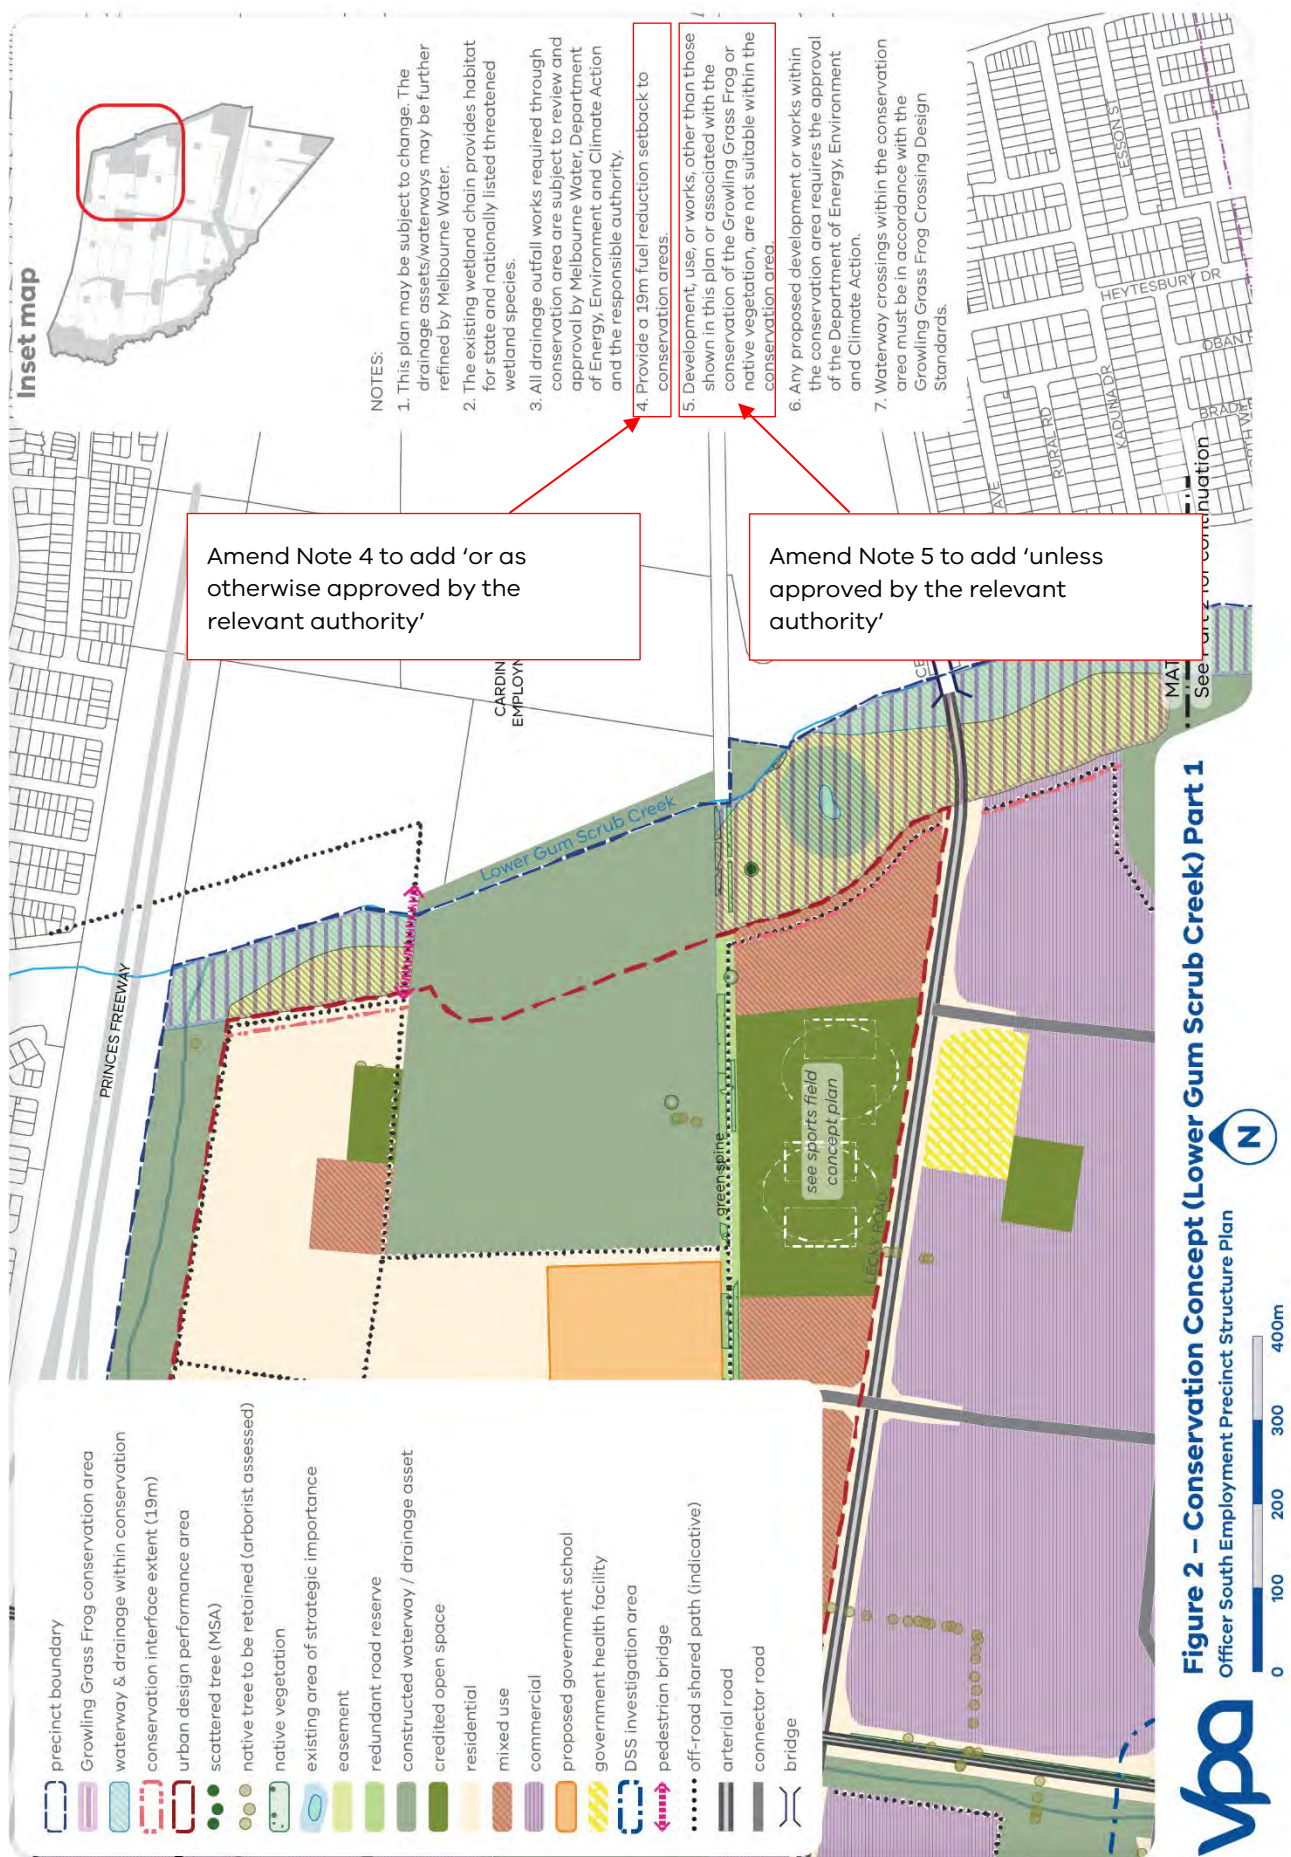 Inset map
NOTES:
1. This plan may be subject to change. The
drainage assets/waterways may be further
refined by Melbourne Water.
2. The existing wetland chain provides habitat
for state and nationally listed threatened
wetland species.
3. All drainage outfall works required through
conservation area are subject to review and
approval by Melbourne Water, Department
of Energy, Environment and Climate Action
and the responsible authority.
4. Provide a 19m fuel reduction setback to
conservation areas.
5. Development, use, or works, other than those
shown in this plan or associated with the
conservation of the Growling Grass Frog or
native vegetation, are not suitable within the
conservation area.
6. Any proposed development or works within
the conservation area requires the approval
of the Department of Energy, Environment
and Climate Action.
7. Waterway crossings within the conservation
area must be in accordance with the
Growling Grass Frog Crossing Design
Standards.
Amend Note 4 to add ‘or as
otherwise approved by the
relevant authority’
Amend Note 5 to add ‘unless
approved by the relevant
authority’
PRINCES FREEWAY
CARDIN
EMPLOYN
Lower Gum Scrub Creek
green spine
see sports field
concept plan
LECKY ROAD
CE
AVE
RURAL RD
KADUNA DR
HEYTESBURY DR
ESSON ST
OBAN
BRAD
MAT
See Part 2 for continuation
precinct boundary
Growling Grass Frog conservation area
waterway & drainage within conservation
conservation interface extent (19m)
urban design performance area
scattered tree (MSA)
native tree to be retained (arborist assessed)
native vegetation
existing area of strategic importance
easement
redundant road reserve
constructed waterway / drainage asset
credited open space
residential
mixed use
commercial
proposed government school
government health facility
DSS investigation area
pedestrian bridge
off-road shared path (indicative)
arterial road
connector road
bridge
vpa
Figure 2 – Conservation Concept (Lower Gum Scrub Creek) Part 1
Officer South Employment Precinct Structure Plan
N
0 100 200 300 400m